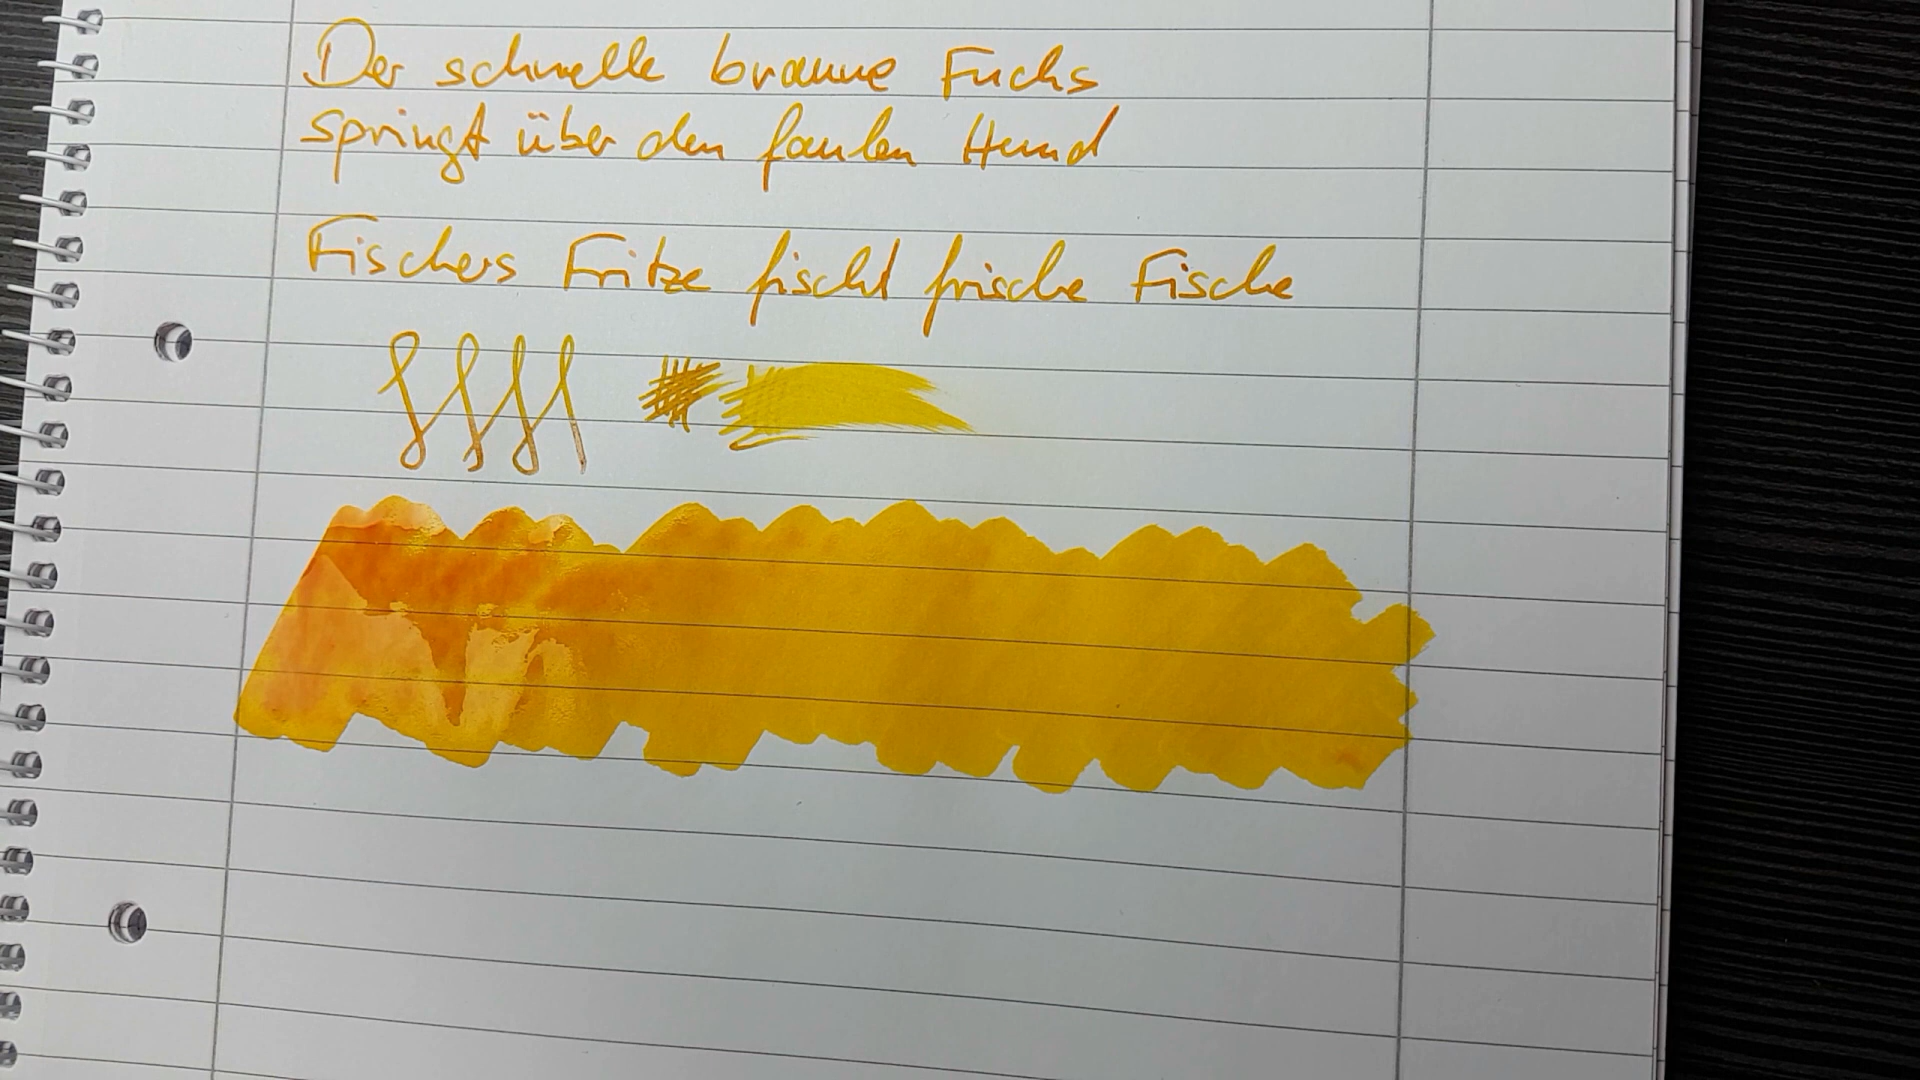 Der schnelle braune Fuchs
springt über den faulen Hund
Fischers Fritze fischt frische Fische